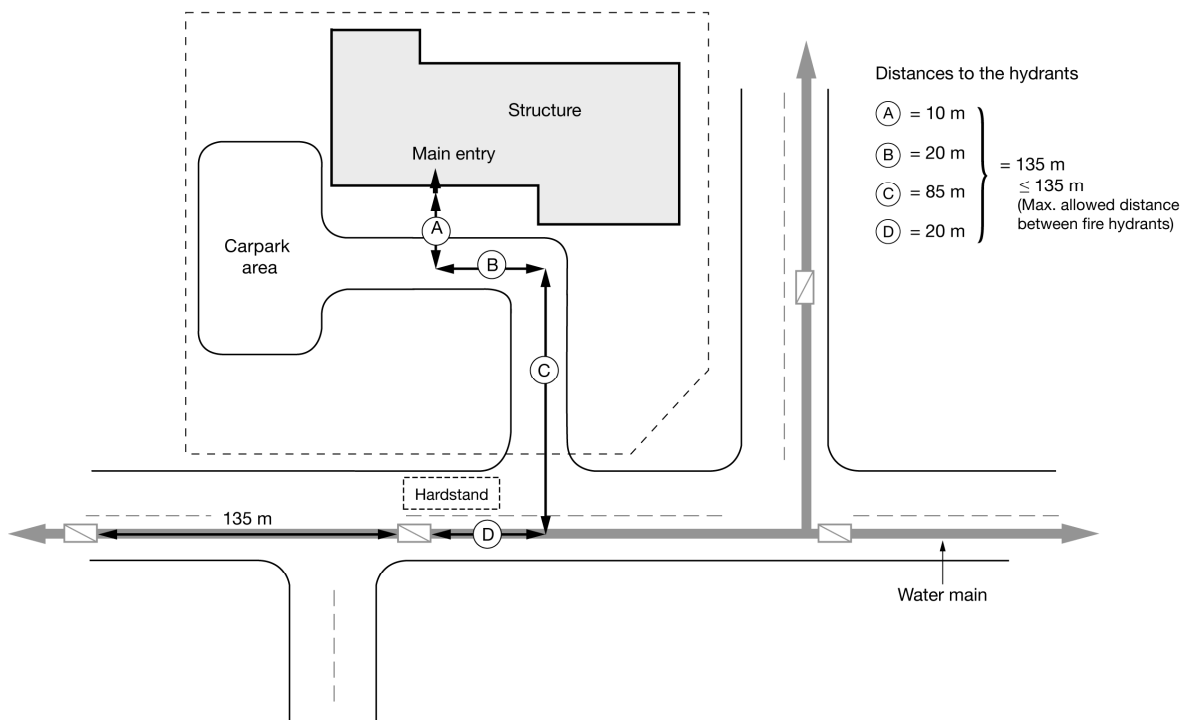 Distances to the hydrants
Structure
A = 10 m
B = 20 m
Main entry
= 135 m
≤ 135 m
C = 85 m
(Max. allowed distance
between fire hydrants)
D = 20 m
A
Carpark
area
B
C
Hardstand
135 m
D
Water main